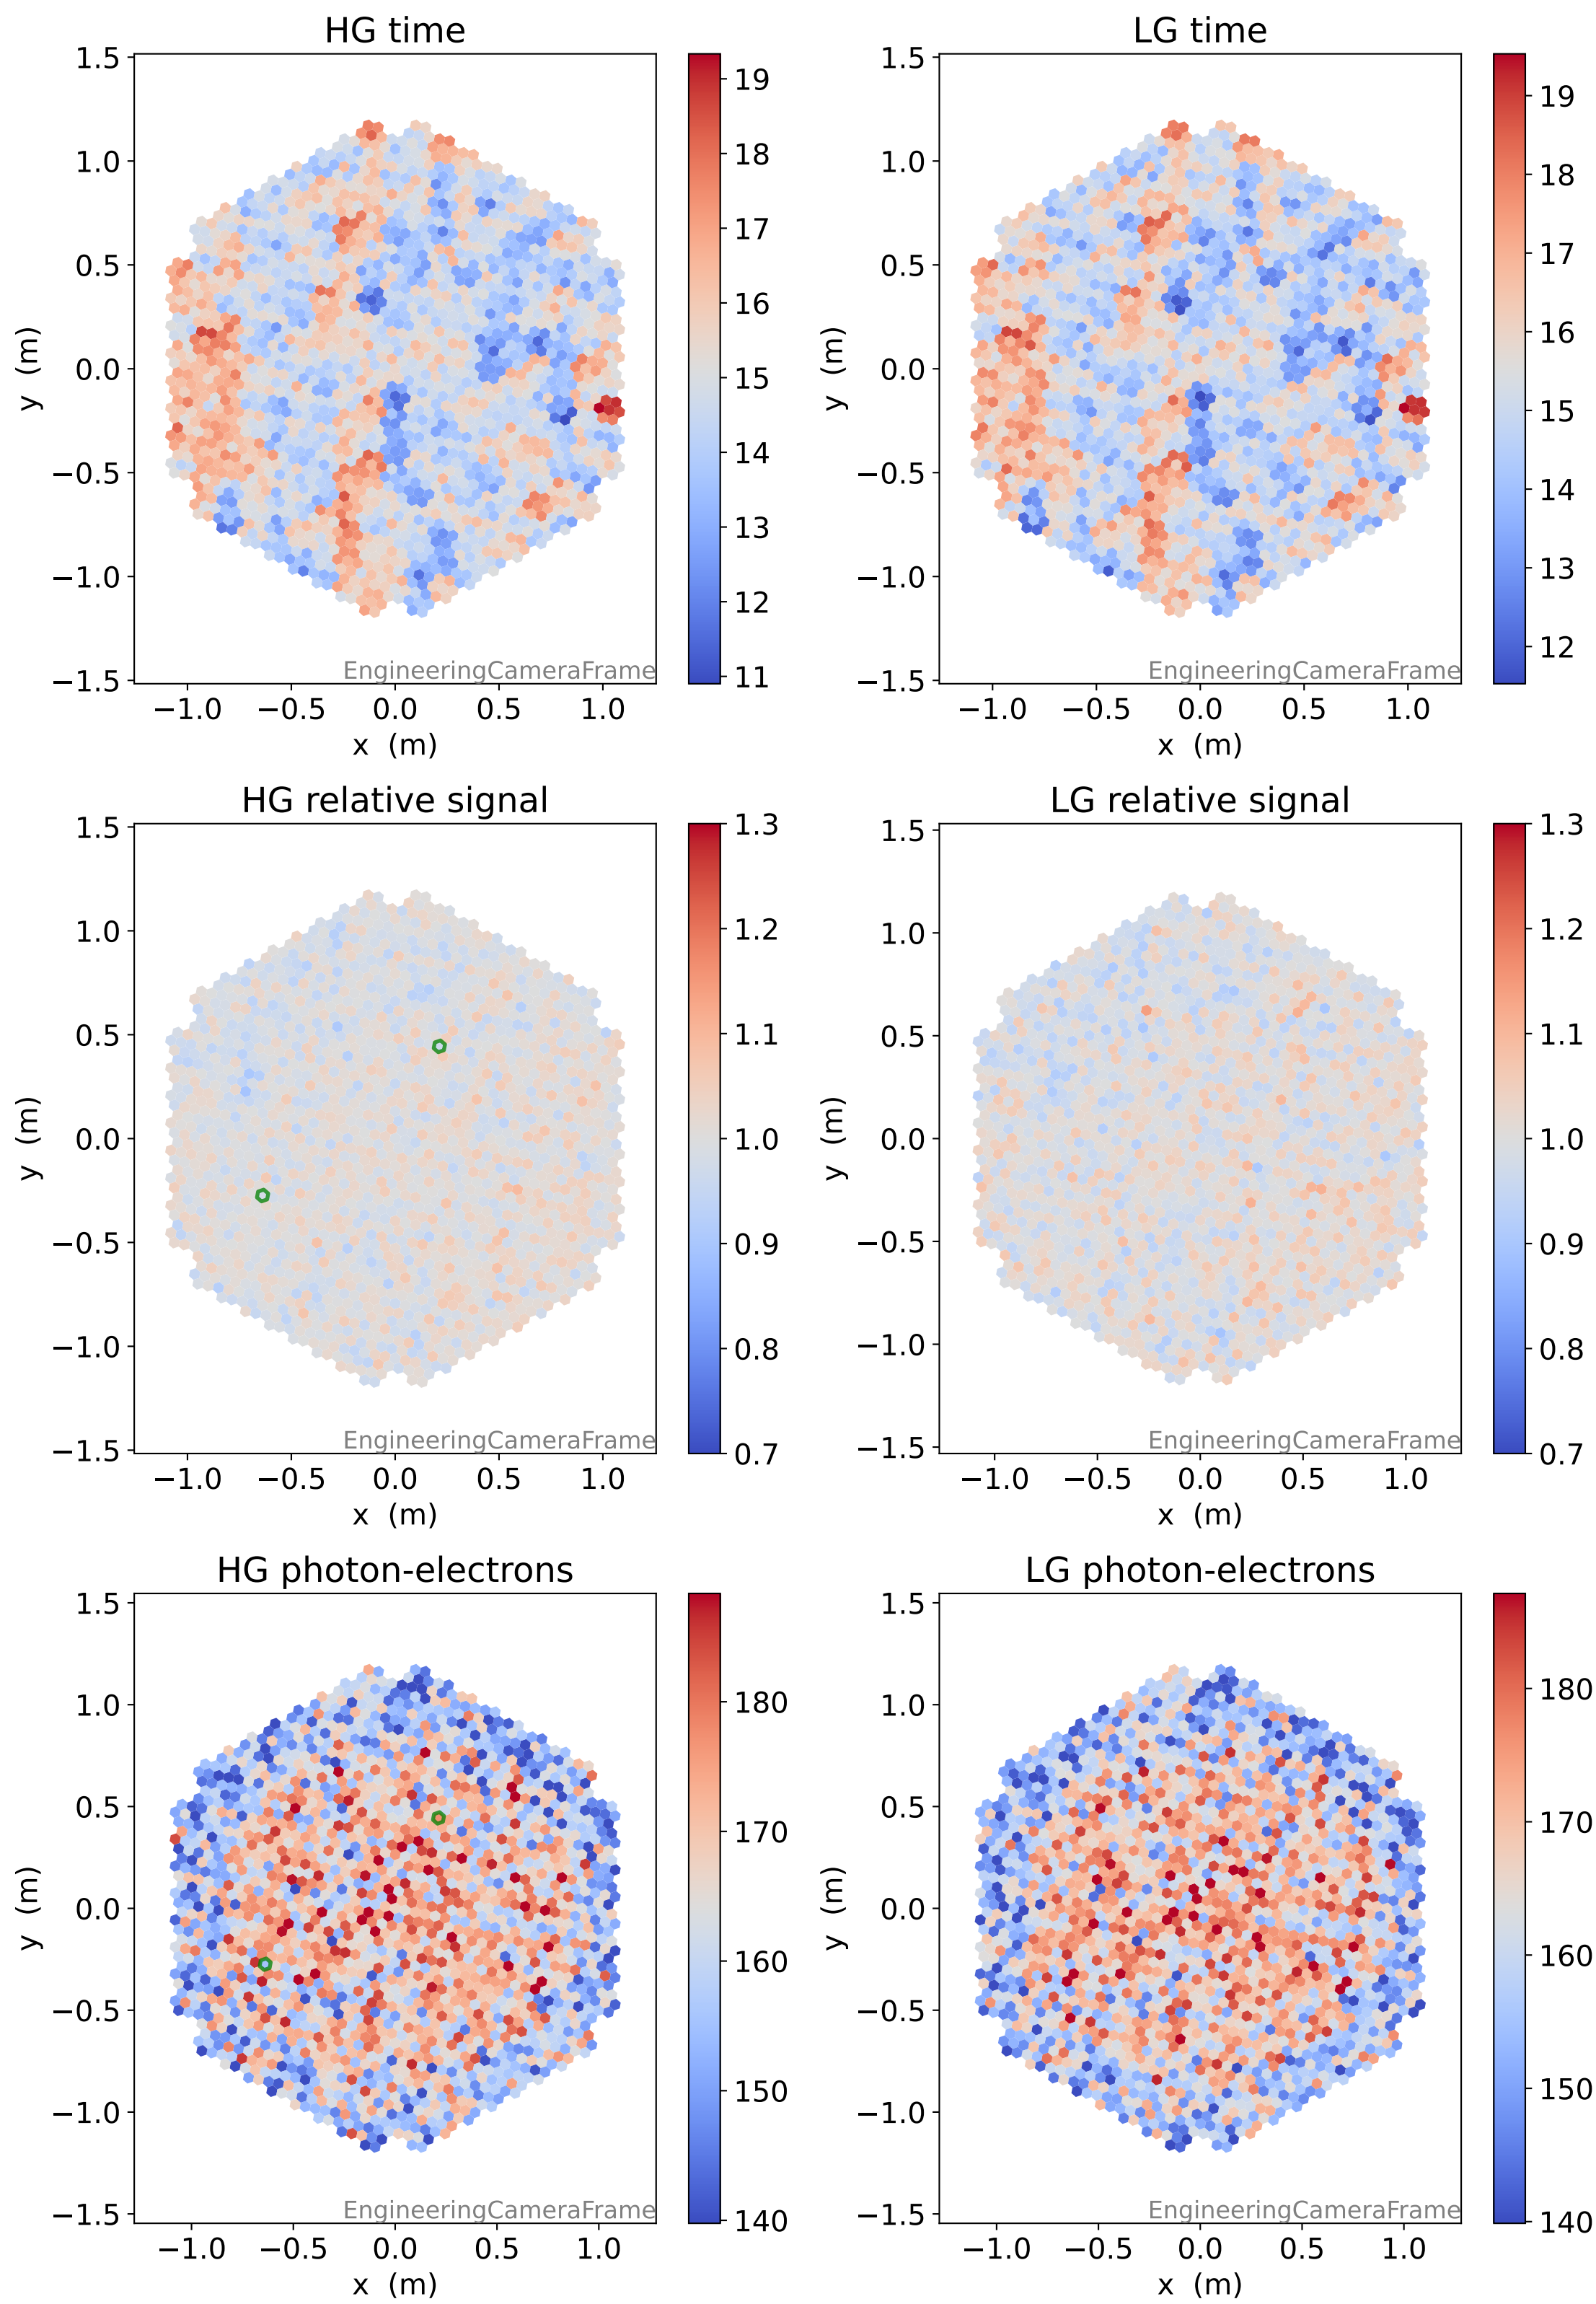 HG time
1.5
1.0
0.5
0.0
−0.5
−1.0
−1.5
y (m)
−1.0 −0.5 0.0 0.5 1.0
x (m)
EngineeringCameraFrame
19
18
17
16
15
14
13
12
11
LG time
1.5
1.0
0.5
0.0
−0.5
−1.0
−1.5
y (m)
−1.0 −0.5 0.0 0.5 1.0
x (m)
EngineeringCameraFrame
19
18
17
16
15
14
13
12
HG relative signal
1.5
1.0
0.5
0.0
−0.5
−1.0
−1.5
y (m)
−1.0 −0.5 0.0 0.5 1.0
x (m)
EngineeringCameraFrame
1.3
1.2
1.1
1.0
0.9
0.8
0.7
LG relative signal
1.5
1.0
0.5
0.0
−0.5
−1.0
−1.5
y (m)
−1.0 −0.5 0.0 0.5 1.0
x (m)
EngineeringCameraFrame
1.3
1.2
1.1
1.0
0.9
0.8
0.7
HG photon-electrons
1.5
1.0
0.5
0.0
−0.5
−1.0
−1.5
y (m)
−1.0 −0.5 0.0 0.5 1.0
x (m)
EngineeringCameraFrame
180
170
160
150
140
LG photon-electrons
1.5
1.0
0.5
0.0
−0.5
−1.0
−1.5
y (m)
−1.0 −0.5 0.0 0.5 1.0
x (m)
EngineeringCameraFrame
180
170
160
150
140